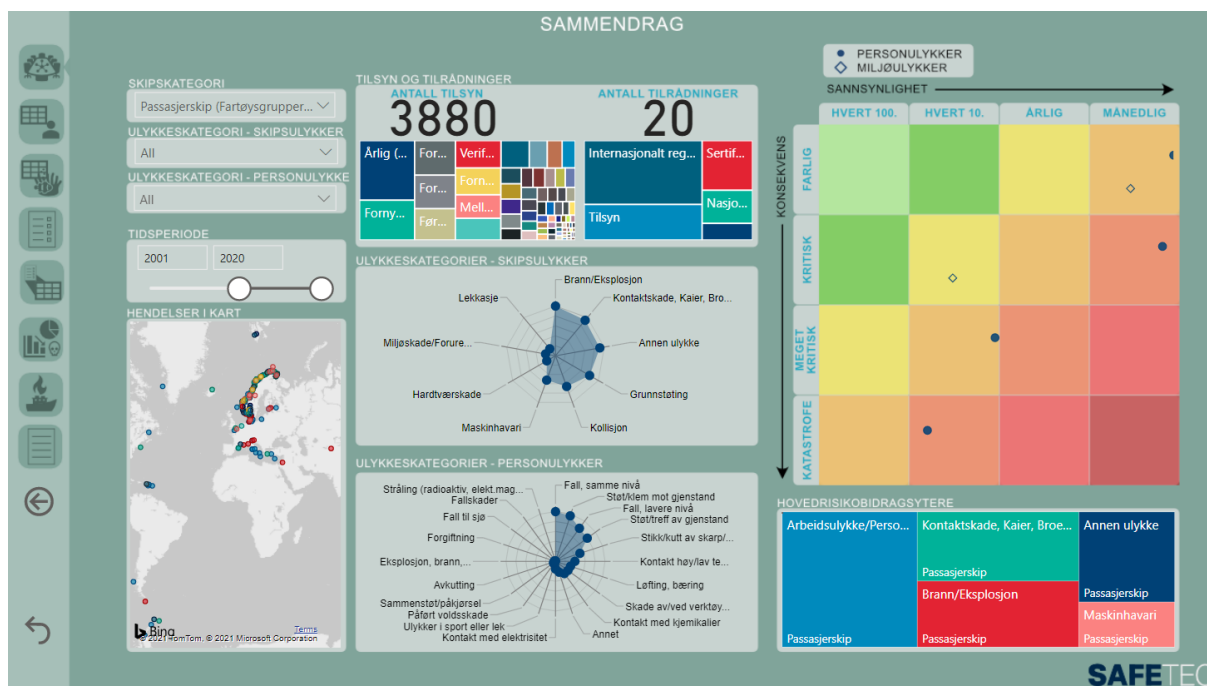 SAMMENDRAG
PERSONULYKKER
MILJØULYKKER
SKIPSKATEGORI
Passasjerskip (Fartøysgrupper...
ULYKKESKATEGORI - SKIPSULYKKER
All
ULYKKESKATEGORI - PERSONULYKKE
All
TIDSPERIODE
2001
2020
HENDELSER I KART
Bing
Terms
© 2021 TomTom, © 2021 Microsoft Corporation
TILSYN OG TILRÅDNINGER
ANTALL TILSYN
3880
ANTALL TILRÅDNINGER
20
Årlig (...
For...
Verif...
For...
Forn...
Forny...
Før...
Mell...
Internasjonalt reg...
Sertif...
Tilsyn
Nasjo...
ULYKKESKATEGORIER - SKIPSULYKKER
Brann/Eksplosjon
Lekkasje
Kontaktskade, Kaier, Bro...
Miljøskade/Forure...
Annen ulykke
Hardtværskade
Grunnstøting
Maskinhavari
Kollisjon
ULYKKESKATEGORIER - PERSONULYKKER
Fall, samme nivå
Stråling (radioaktiv, elekt.mag...
Støt/klem mot gjenstand
Fallskader
Fall, lavere nivå
Fall til sjø
Støt/treff av gjenstand
Forgiftning
Stikk/kutt av skarp/...
Eksplosjon, brann,...
Kontakt høy/lav te...
Avkutting
Løfting, bæring
Sammenstøt/påkjørsel
Skade av/ved verktøy...
Påført voldsskade
Kontakt med kjemikalier
Ulykker i sport eller lek
Annet
Kontakt med elektrisitet
SANNSYNLIGHET
HVERT 100.
HVERT 10.
ÅRLIG
MÅNEDLIG
KONSEKVENS
FARLIG
KRITISK
MEGET
KRITISK
KATASTROFE
HOVEDRISIKOBIDRAGSYTERE
Arbeidsulykke/Perso...
Passasjerskip
Kontaktskade, Kaier, Broe...
Passasjerskip
Brann/Eksplosjon
Passasjerskip
Annen ulykke
Passasjerskip
Maskinhavari
Passasjerskip
SAFETEC